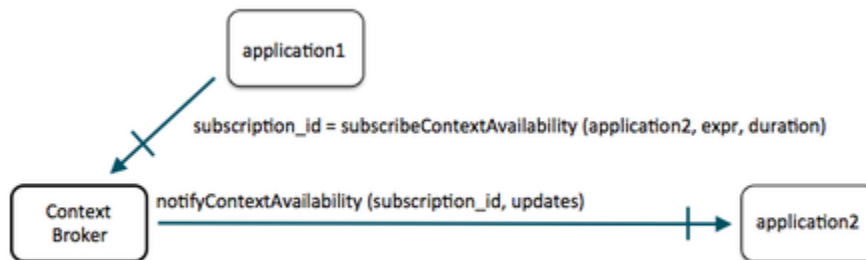 application1
subscription_id = subscribeContextAvailability (application2, expr, duration)
notifyContextAvailability (subscription_id, updates)
Context
Broker
application2